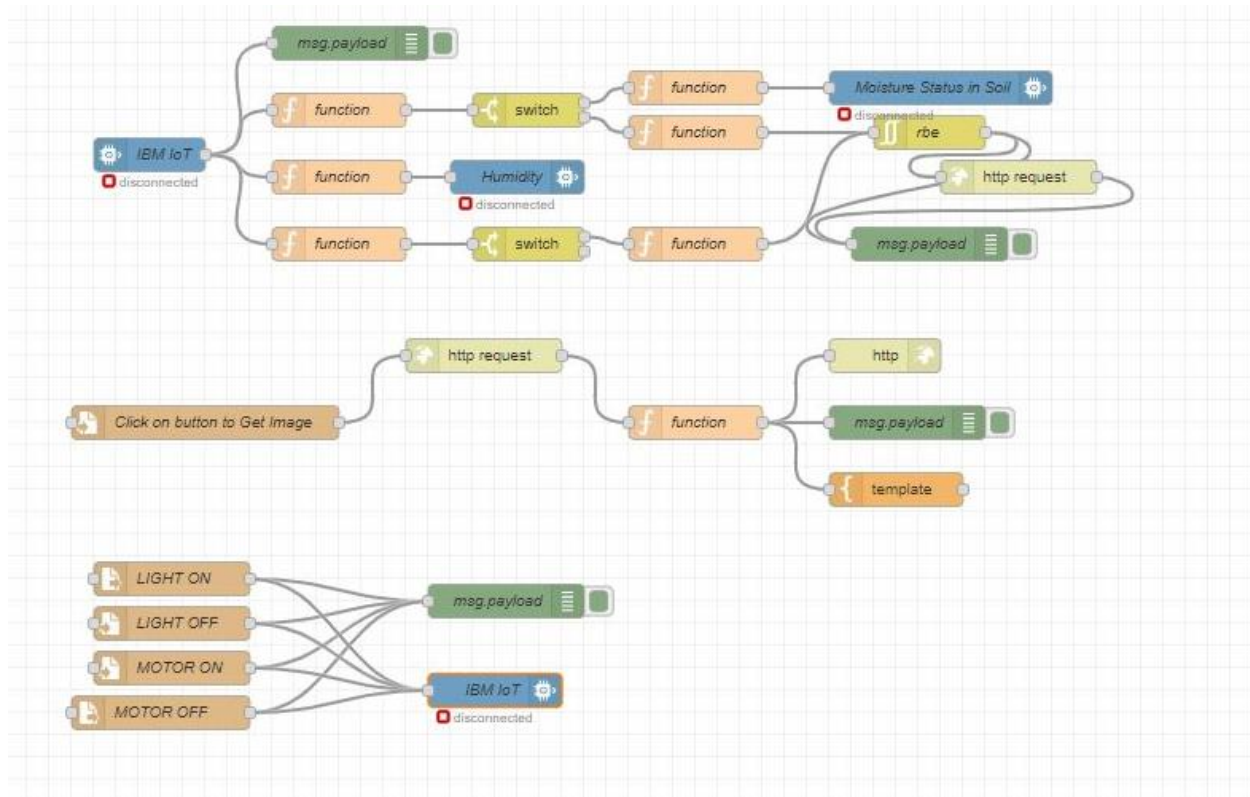 msg.payload
function
switch
function
Moisture Status in Soil
disconnected
function
rbe
IBM IoT
disconnected
function
Humidity
disconnected
http request
function
switch
function
msg.payload
http request
http
Click on button to Get Image
function
msg.payload
template
LIGHT ON
msg.payload
LIGHT OFF
MOTOR ON
IBM IoT
disconnected
MOTOR OFF